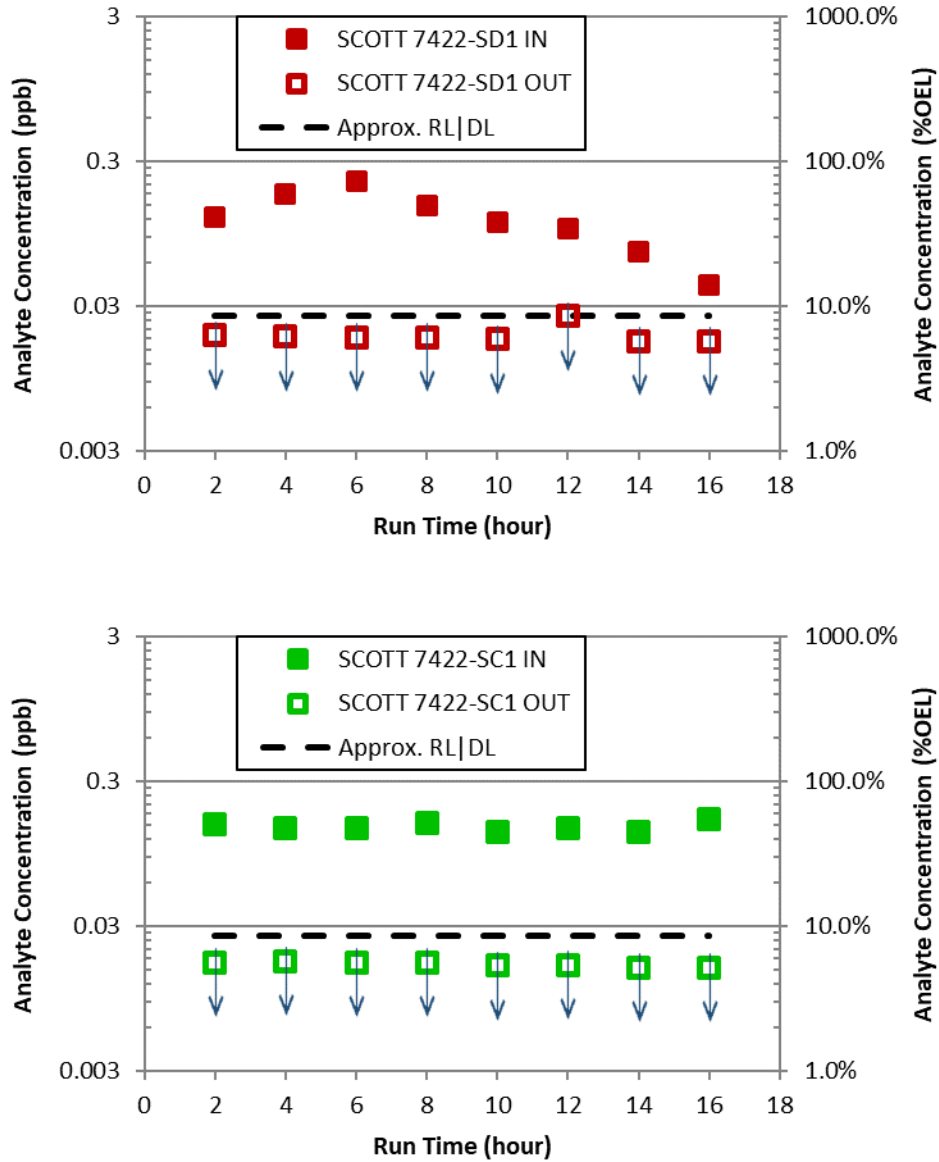 3
0.3
0.03
0.003
Analyte Concentration (ppb)
SCOTT 7422-SD1 IN
SCOTT 7422-SD1 OUT
Approx. RL|DL
1000.0%
100.0%
10.0%
1.0%
Analyte Concentration (%OEL)
0 2 4 6 8 10 12 14 16 18
Run Time (hour)
3
0.3
0.03
0.003
Analyte Concentration (ppb)
SCOTT 7422-SC1 IN
SCOTT 7422-SC1 OUT
Approx. RL|DL
1000.0%
100.0%
10.0%
1.0%
Analyte Concentration (%OEL)
0 2 4 6 8 10 12 14 16 18
Run Time (hour)